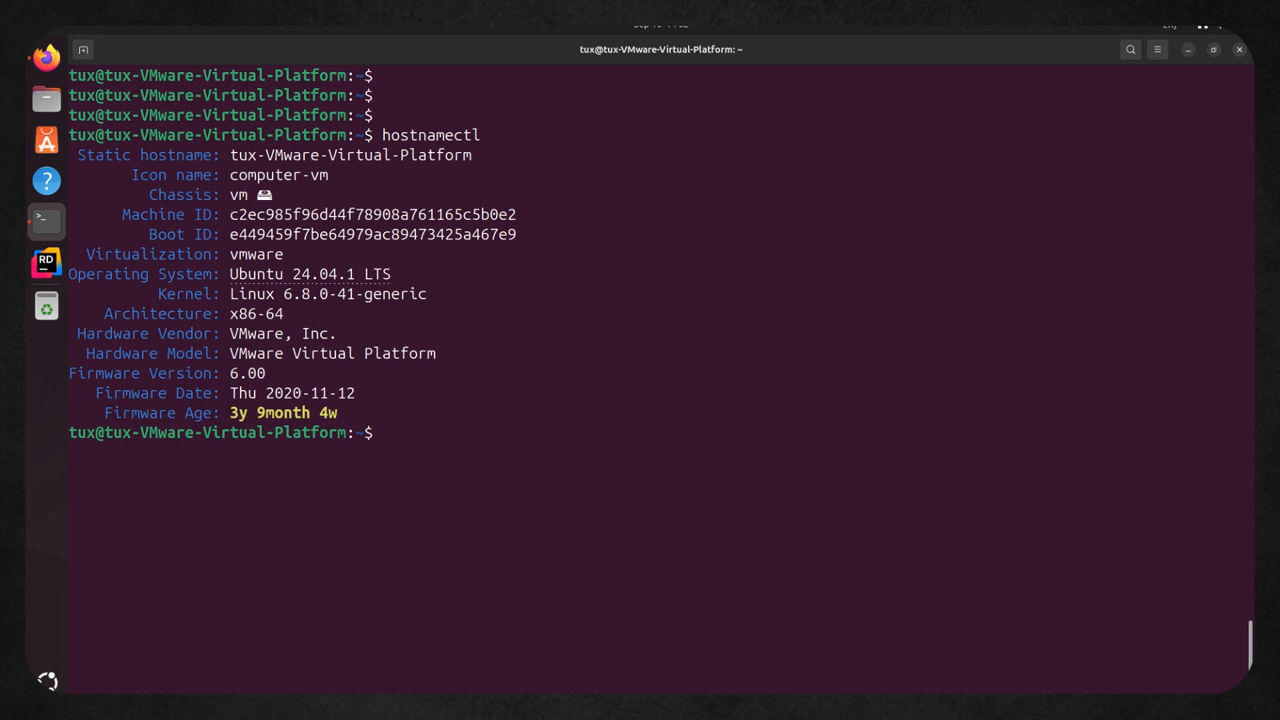 tux@tux-VMware-Virtual-Platform: ~
tux@tux-VMware-Virtual-Platform:~$
tux@tux-VMware-Virtual-Platform:~$
tux@tux-VMware-Virtual-Platform:~$
tux@tux-VMware-Virtual-Platform:~$ hostnamectl
Static hostname: tux-VMware-Virtual-Platform
Icon name: computer-vm
Chassis: vm 🖴
Machine ID: c2ec985f96d44f78908a761165c5b0e2
Boot ID: e449459f7be64979ac89473425a467e9
Virtualization: vmware
Operating System: Ubuntu 24.04.1 LTS
Kernel: Linux 6.8.0-41-generic
Architecture: x86-64
Hardware Vendor: VMware, Inc.
Hardware Model: VMware Virtual Platform
Firmware Version: 6.00
Firmware Date: Thu 2020-11-12
Firmware Age: 3y 9month 4w
tux@tux-VMware-Virtual-Platform:~$
RD